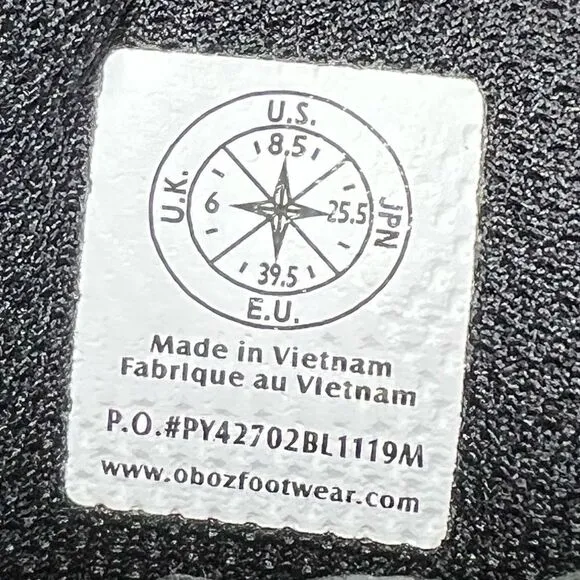 U.S.
8.5
U.K.
6
25.5
JPN
39.5
E.U.
Made in Vietnam
Fabrique au Vietnam
P.O.#PY42702BL1119M
www.obozfootwear.com